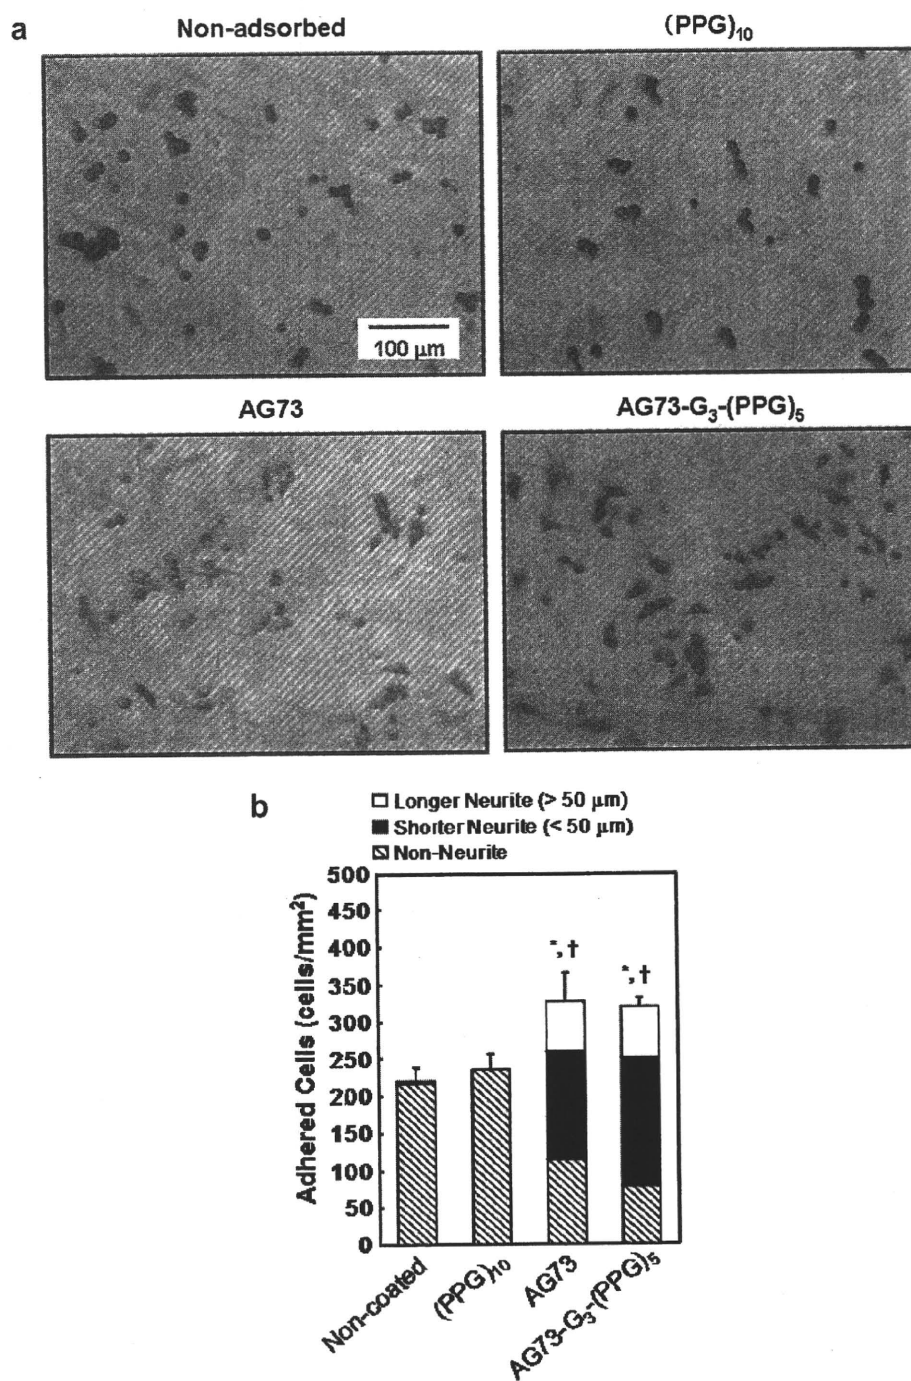 a
Non-adsorbed
(PPG)₁₀
100 μm
AG73
AG73-G₃-(PPG)₅
b
Longer Neurite (> 50 μm)
Shorter Neurite (< 50 μm)
Non-Neurite
500
450
400
350
300
250
200
150
100
50
0
Adhered Cells (cells/mm²)
*,†
*,†
Non-coated
(PPG)₁₀
AG73
AG73-G₃-(PPG)₅